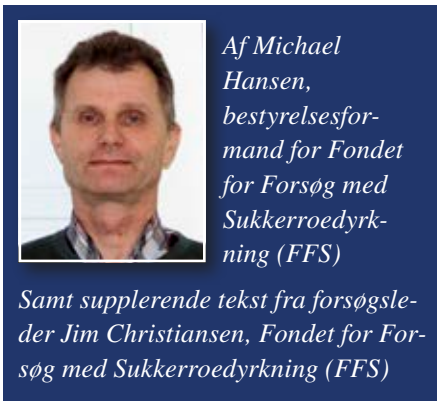 Af Michael
Hansen,
bestyrelsesfor-
mand for Fondet
for Forsøg med
Sukkerroedyrk-
ning (FFS)
Samt supplerende tekst fra forsøgsle-
der Jim Christiansen, Fondet for For-
søg med Sukkerroedyrkning (FFS)